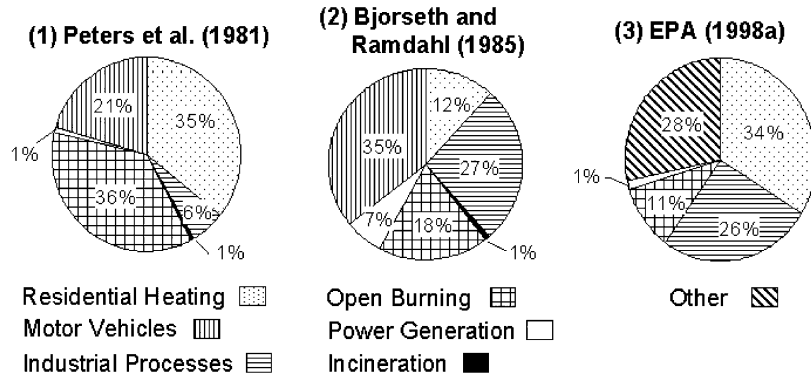 (1) Peters et al. (1981)
21%
35%
1%
36%
6%
1%
(2) Bjorseth and
Ramdahl (1985)
12%
35%
27%
7%
18%
1%
(3) EPA (1998a)
28%
34%
1%
11%
26%
Residential Heating
Motor Vehicles
Industrial Processes
Open Burning
Power Generation
Incineration
Other